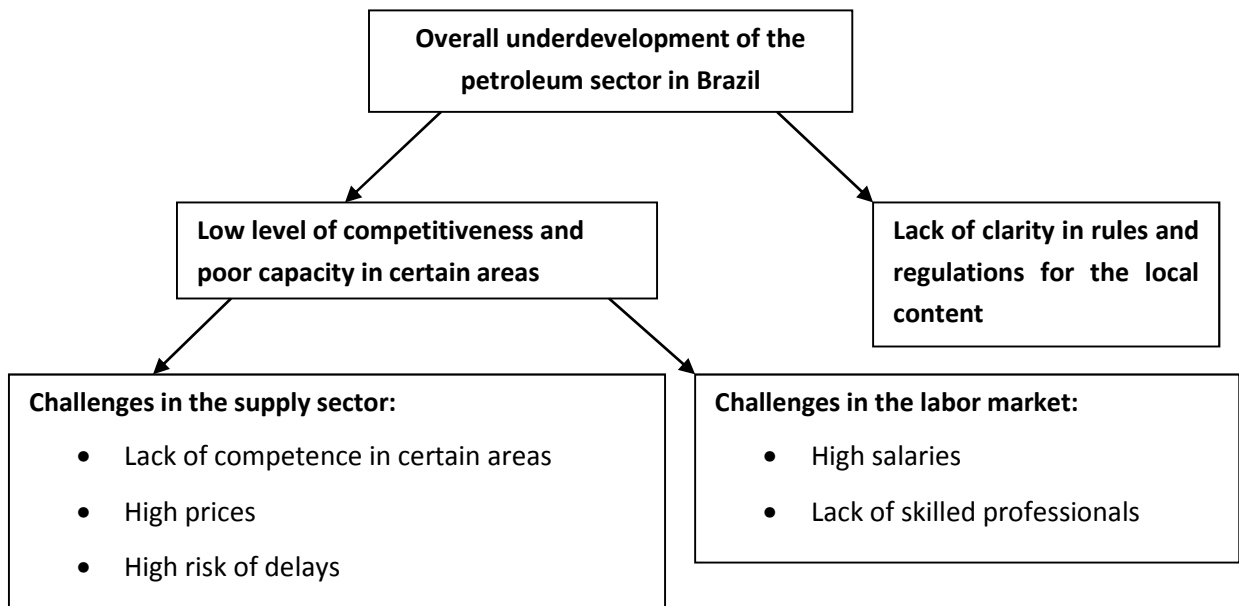 Overall underdevelopment of the
petroleum sector in Brazil
Low level of competitiveness and
poor capacity in certain areas
Lack of clarity in rules and
regulations for the local
content
Challenges in the supply sector:
• Lack of competence in certain areas
• High prices
• High risk of delays
Challenges in the labor market:
• High salaries
• Lack of skilled professionals